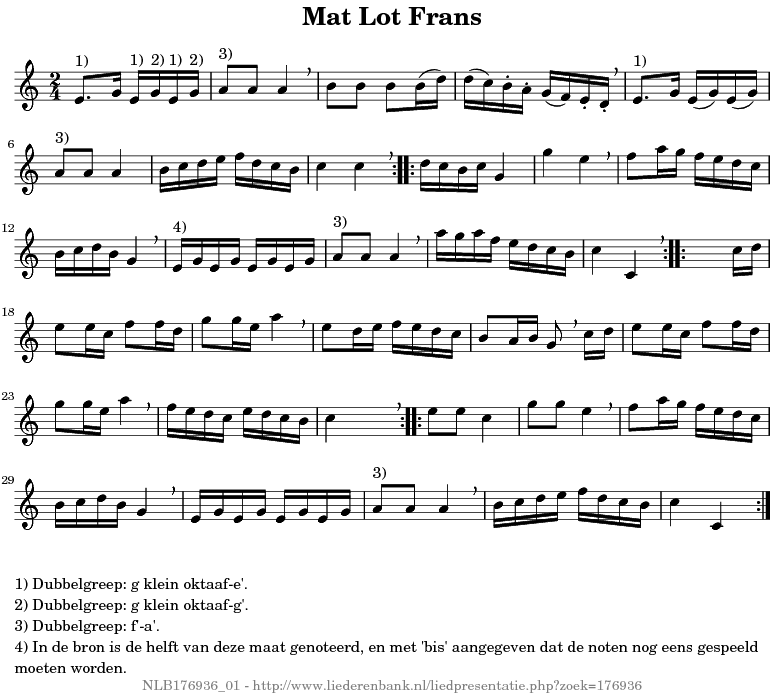 Mat Lot Frans
1) 1) 2) 1) 2) 3) 1)
2
4
6 3)
12 4) 3)
18
23
29 3)
1) Dubbelgreep: g klein oktaaf-e'.
2) Dubbelgreep: g klein oktaaf-g'.
3) Dubbelgreep: f'-a'.
4) In de bron is de helft van deze maat genoteerd, en met 'bis' aangegeven dat de noten nog eens gespeeld
moeten worden.
NLB176936_01 - http://www.liederenbank.nl/liedpresentatie.php?zoek=176936